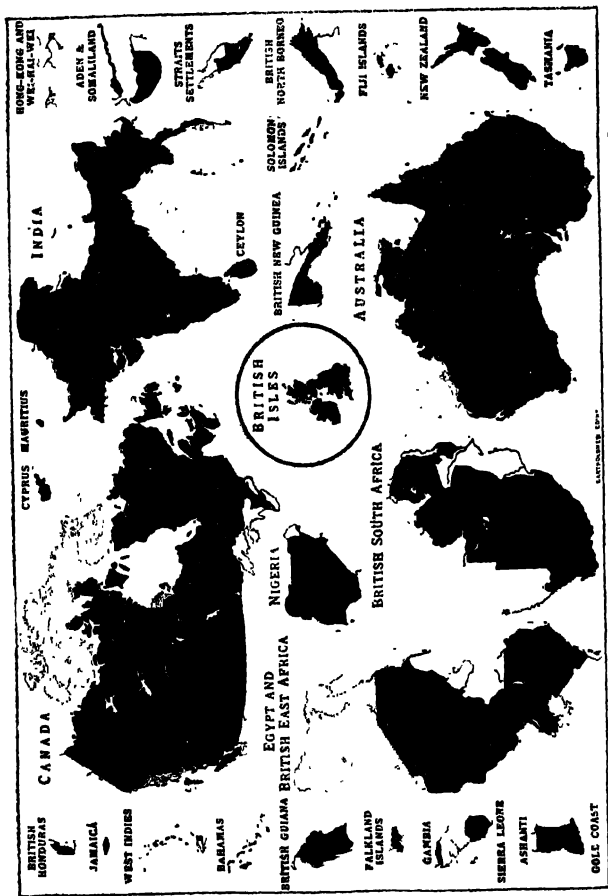 BRITISH
HONDURAS
JAMAICA
WEST INDIES
BAHAMAS
BRITISH GUIANA
FALKLAND
ISLANDS
GAMBIA
SIERRA LEONE
ASHANTI
GOLD COAST
CANADA
CYPRUS
MAURITIUS
INDIA
CEYLON
HONG-KONG AND
WEI-HAI-WEI
ADEN &
SOMALILAND
STRAITS
SETTLEMENTS
BRITISH
NORTH BORNEO
FIJI ISLANDS
NEW ZEALAND
TASMANIA
SOLOMON
ISLANDS
BRITISH NEW GUINEA
BRITISH
ISLES
NIGERIA
EGYPT AND
BRITISH EAST AFRICA
BRITISH SOUTH AFRICA
AUSTRALIA